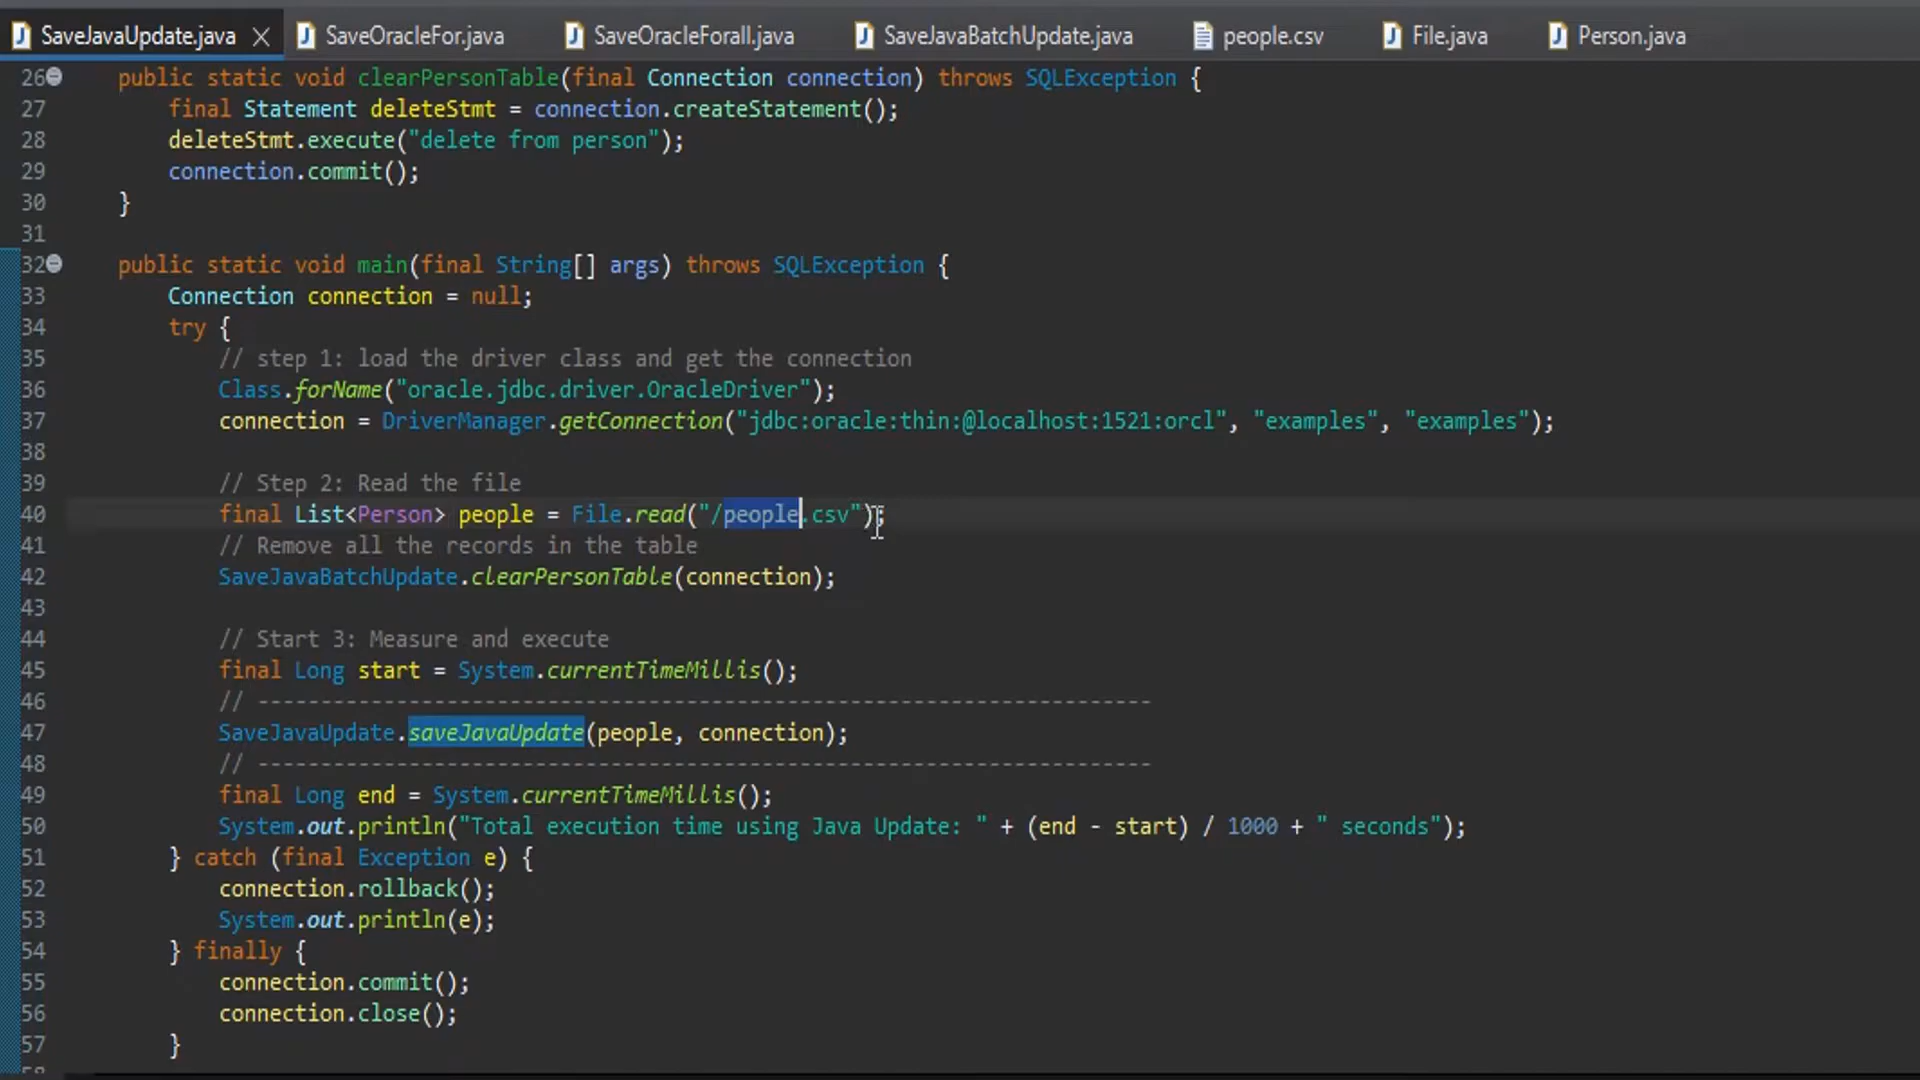 SaveJavaUpdate.java SaveOracleFor.java SaveOracleForall.java SaveJavaBatchUpdate.java people.csv File.java Person.java
26 public static void clearPersonTable(final Connection connection) throws SQLException {
27 final Statement deleteStmt = connection.createStatement();
28 deleteStmt.execute("delete from person");
29 connection.commit();
30 }
31
32 public static void main(final String[] args) throws SQLException {
33 Connection connection = null;
34 try {
35 // step 1: load the driver class and get the connection
36 Class.forName("oracle.jdbc.driver.OracleDriver");
37 connection = DriverManager.getConnection("jdbc:oracle:thin:@localhost:1521:orcl", "examples", "examples");
38
39 // Step 2: Read the file
40 final List<Person> people = File.read("/people.csv");
41 // Remove all the records in the table
42 SaveJavaBatchUpdate.clearPersonTable(connection);
43
44 // Start 3: Measure and execute
45 final Long start = System.currentTimeMillis();
46 // -----------------------------------------------------------------------
47 SaveJavaUpdate.saveJavaUpdate(people, connection);
48 // -----------------------------------------------------------------------
49 final Long end = System.currentTimeMillis();
50 System.out.println("Total execution time using Java Update: " + (end - start) / 1000 + " seconds");
51 } catch (final Exception e) {
52 connection.rollback();
53 System.out.println(e);
54 } finally {
55 connection.commit();
56 connection.close();
57 }